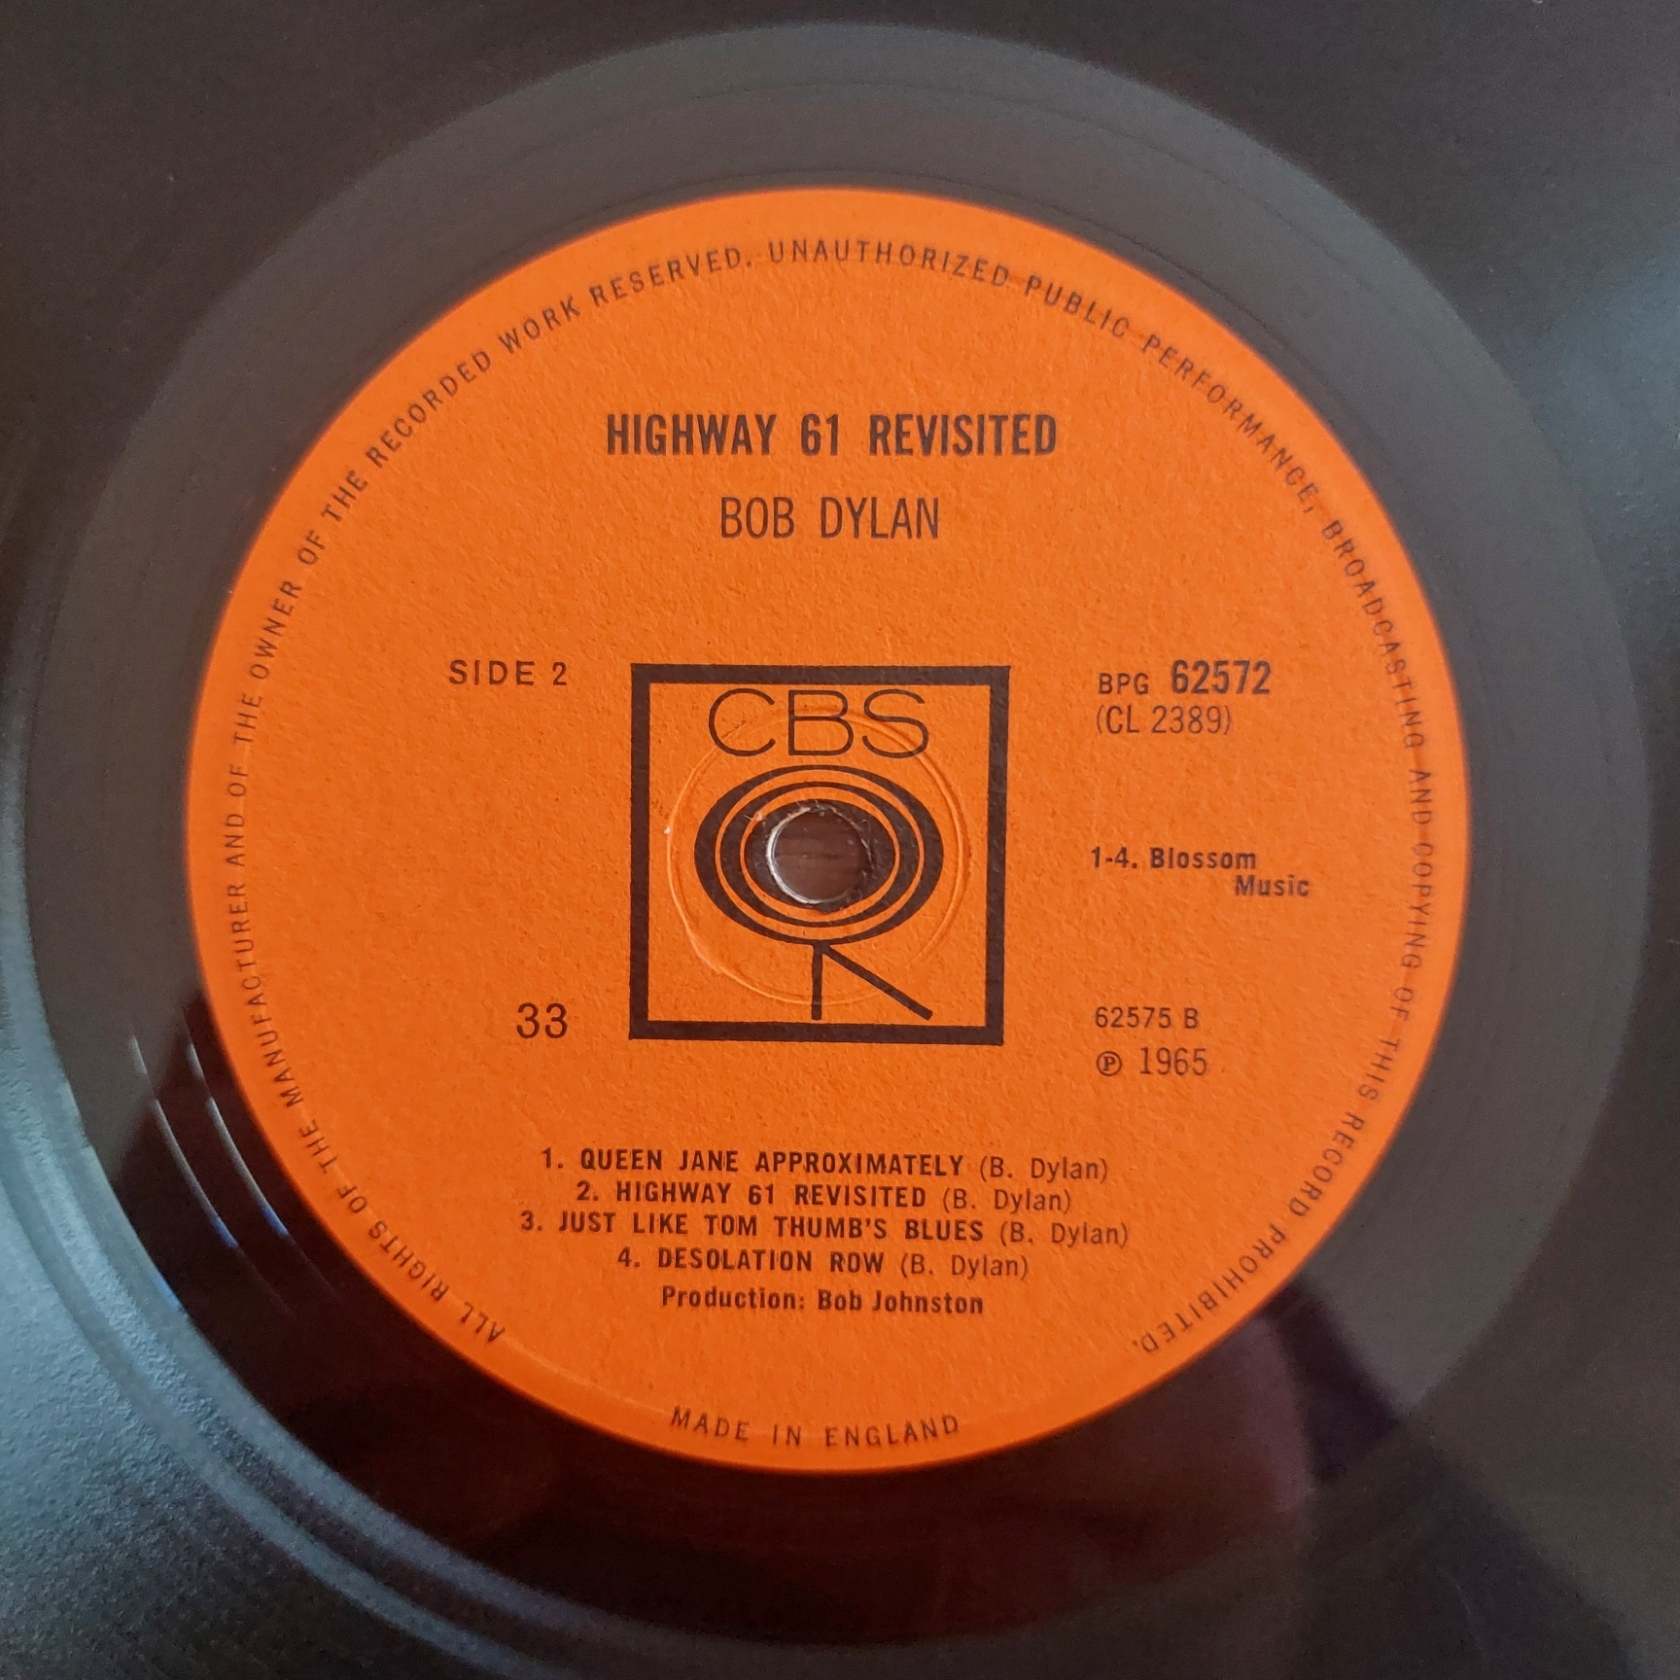 ALL RIGHTS OF THE MANUFACTURER AND OF THE OWNER OF THE RECORDED WORK RESERVED. UNAUTHORIZED PUBLIC PERFORMANCE, BROADCASTING AND COPYING OF THIS RECORD PROHIBITED.
HIGHWAY 61 REVISITED
BOB DYLAN
SIDE 2
CBS
BPG 62572
(CL 2389)
1-4. Blossom
Music
33
62575 B
℗ 1965
1. QUEEN JANE APPROXIMATELY (B. Dylan)
2. HIGHWAY 61 REVISITED (B. Dylan)
3. JUST LIKE TOM THUMB'S BLUES (B. Dylan)
4. DESOLATION ROW (B. Dylan)
Production: Bob Johnston
MADE IN ENGLAND